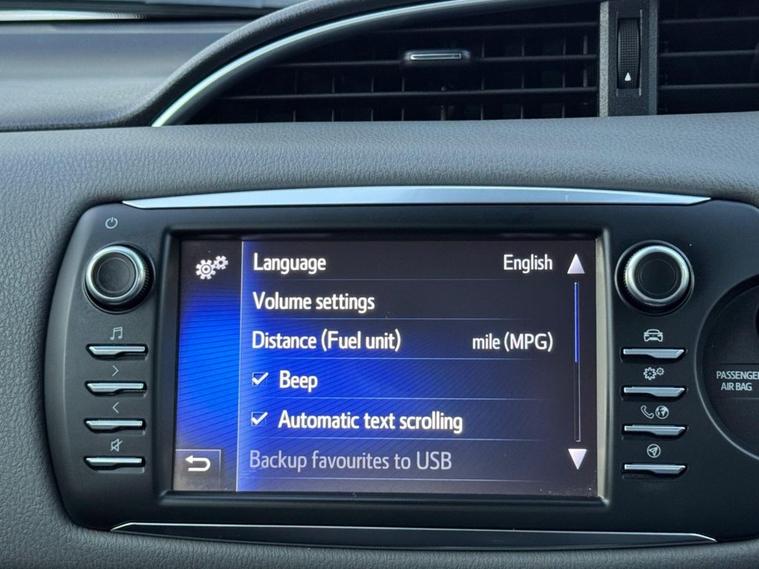 Language English
Volume settings
Distance (Fuel unit) mile (MPG)
Beep
Automatic text scrolling
Backup favourites to USB
PASSENGER
AIR BAG